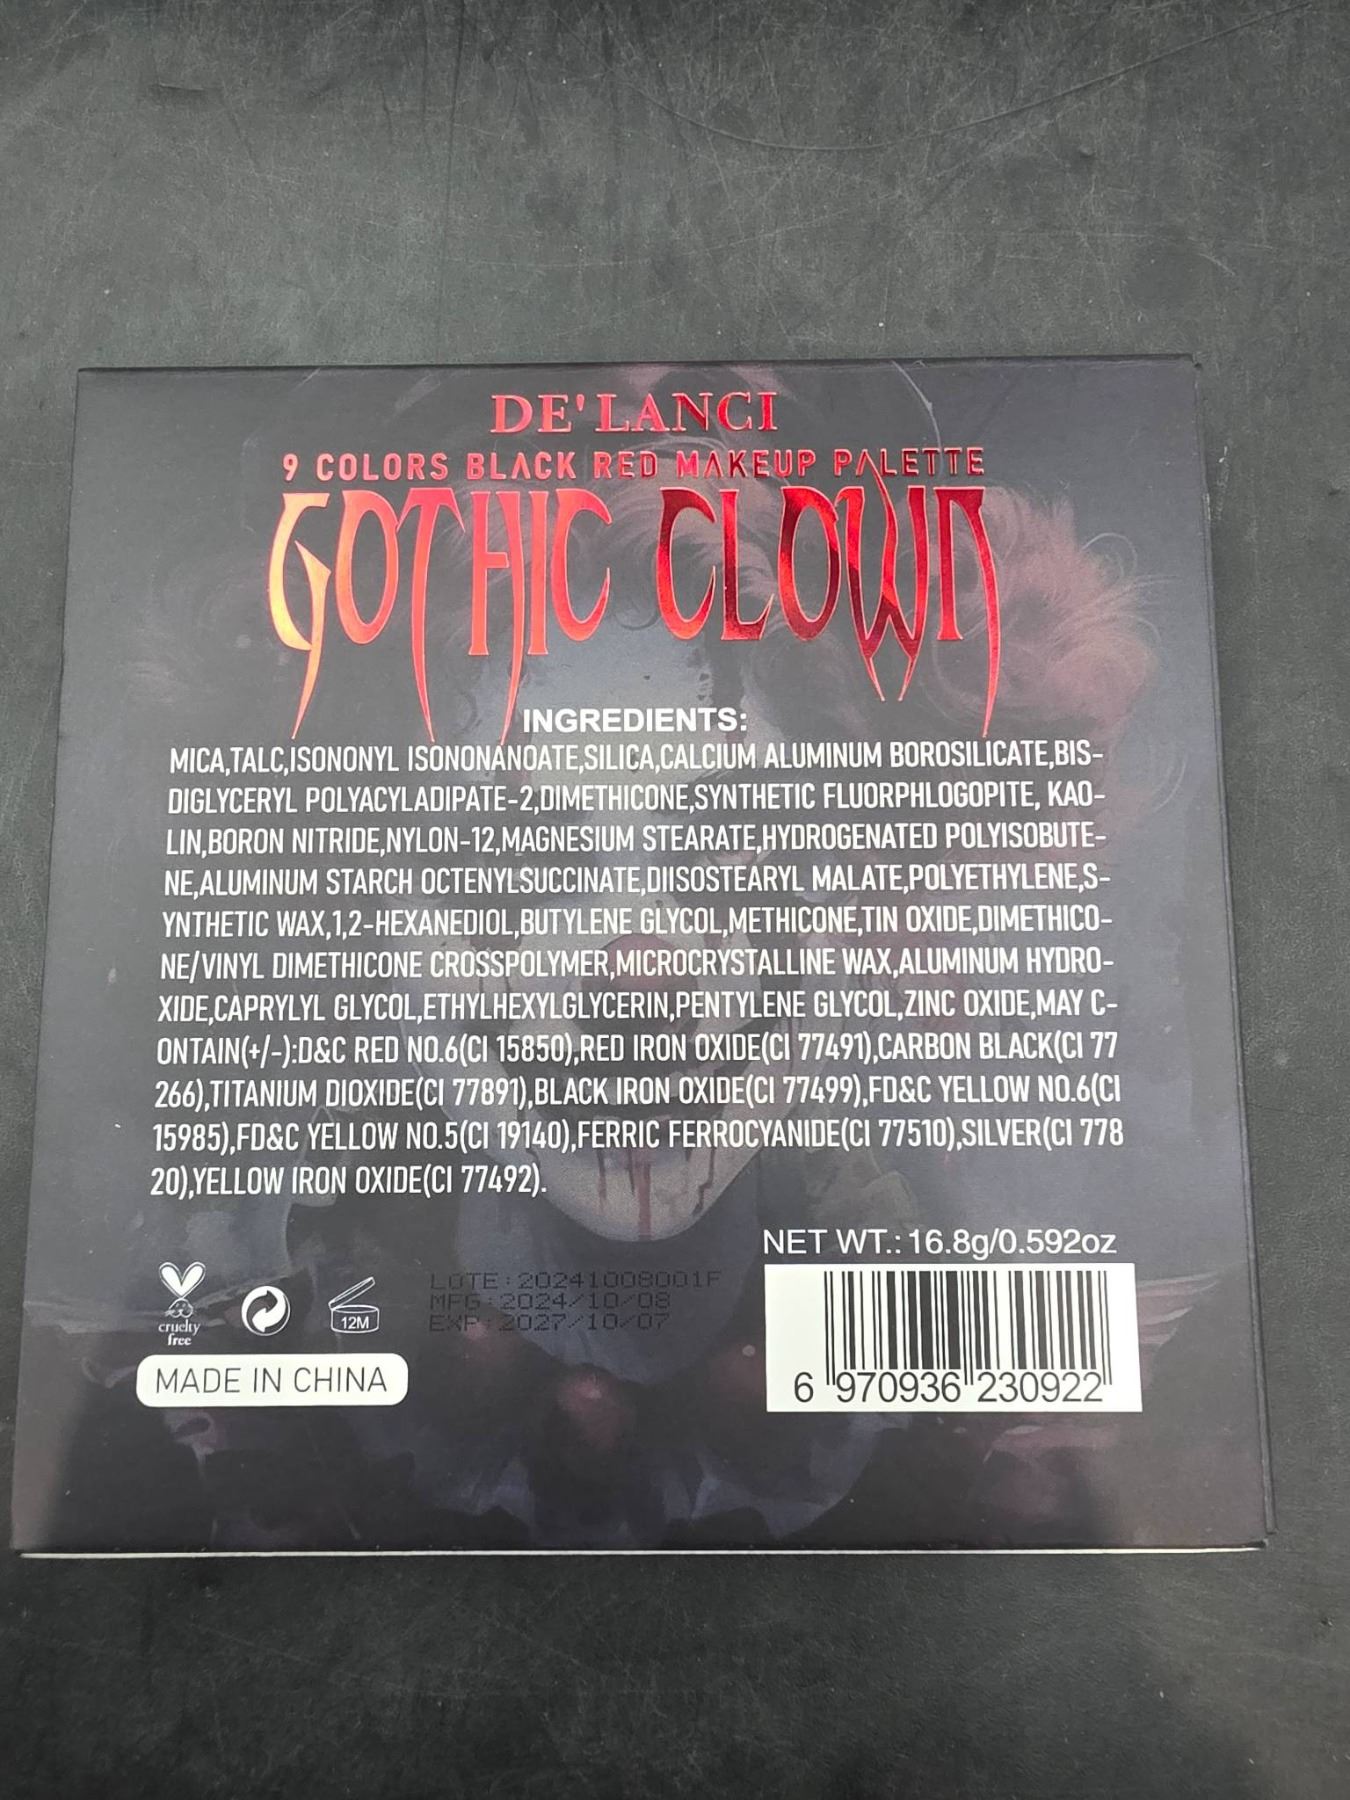 DE'LANCI
9 COLORS BLACK RED MAKEUP PALETTE
GOTHIC CLOWN
INGREDIENTS:
MICA,TALC,ISONONYL ISONONANOATE,SILICA,CALCIUM ALUMINUM BOROSILICATE,BIS-
DIGLYCERYL POLYACYLADIPATE-2,DIMETHICONE,SYNTHETIC FLUORPHLOGOPITE, KAO-
LIN,BORON NITRIDE,NYLON-12,MAGNESIUM STEARATE,HYDROGENATED POLYISOBUTE-
NE,ALUMINUM STARCH OCTENYLSUCCINATE,DIISOSTEARYL MALATE,POLYETHYLENE,S-
YNTHETIC WAX,1,2-HEXANEDIOL,BUTYLENE GLYCOL,METHICONE,TIN OXIDE,DIMETHICO-
NE/VINYL DIMETHICONE CROSSPOLYMER,MICROCRYSTALLINE WAX,ALUMINUM HYDRO-
XIDE,CAPRYLYL GLYCOL,ETHYLHEXYLGLYCERIN,PENTYLENE GLYCOL,ZINC OXIDE,MAY C-
ONTAIN(+/-):D&C RED NO.6(CI 15850),RED IRON OXIDE(CI 77491),CARBON BLACK(CI 77
266),TITANIUM DIOXIDE(CI 77891),BLACK IRON OXIDE(CI 77499),FD&C YELLOW NO.6(CI
15985),FD&C YELLOW NO.5(CI 19140),FERRIC FERROCYANIDE(CI 77510),SILVER(CI 778
20),YELLOW IRON OXIDE(CI 77492).
NET WT.: 16.8g/0.592oz
cruelty
free
12M
LOTE:20241008001F
MFG:2024/10/08
EXP:2027/10/07
MADE IN CHINA
6 970936 230922